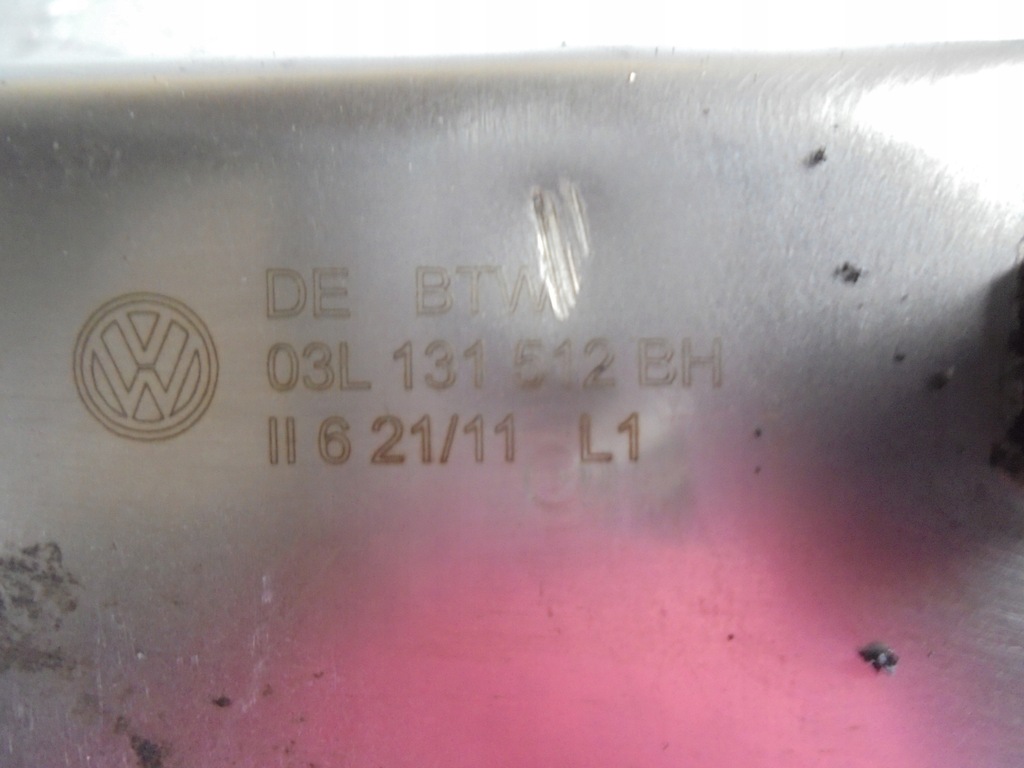 DE BTW
03L 131 512 BH
II 6 21/11 L1